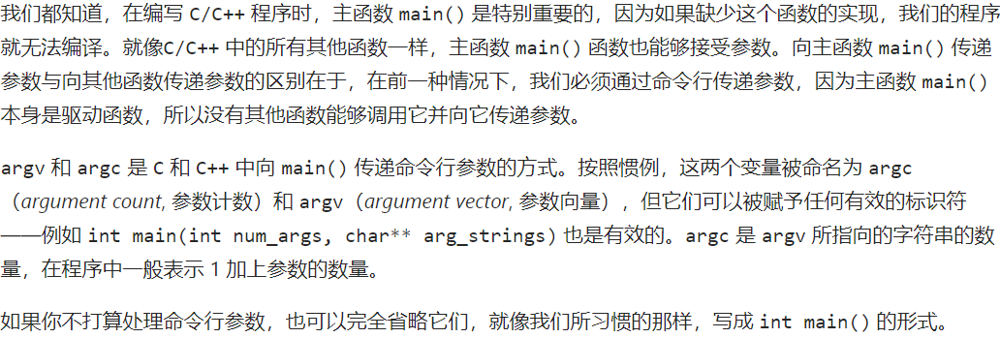 我们都知道，在编写 C/C++ 程序时，主函数 main() 是特别重要的，因为如果缺少这个函数的实现，我们的程序
就无法编译。就像C/C++ 中的所有其他函数一样，主函数 main() 函数也能够接受参数。向主函数 main() 传递
参数与向其他函数传递参数的区别在于，在前一种情况下，我们必须通过命令行传递参数，因为主函数 main()
本身是驱动函数，所以没有其他函数能够调用它并向它传递参数。
argv 和 argc 是 C 和 C++ 中向 main() 传递命令行参数的方式。按照惯例，这两个变量被命名为 argc
（argument count, 参数计数）和 argv（argument vector, 参数向量），但它们可以被赋予任何有效的标识符
——例如 int main(int num_args, char** arg_strings) 也是有效的。argc 是 argv 所指向的字符串的数
量，在程序中一般表示 1 加上参数的数量。
如果你不打算处理命令行参数，也可以完全省略它们，就像我们所习惯的那样，写成 int main() 的形式。